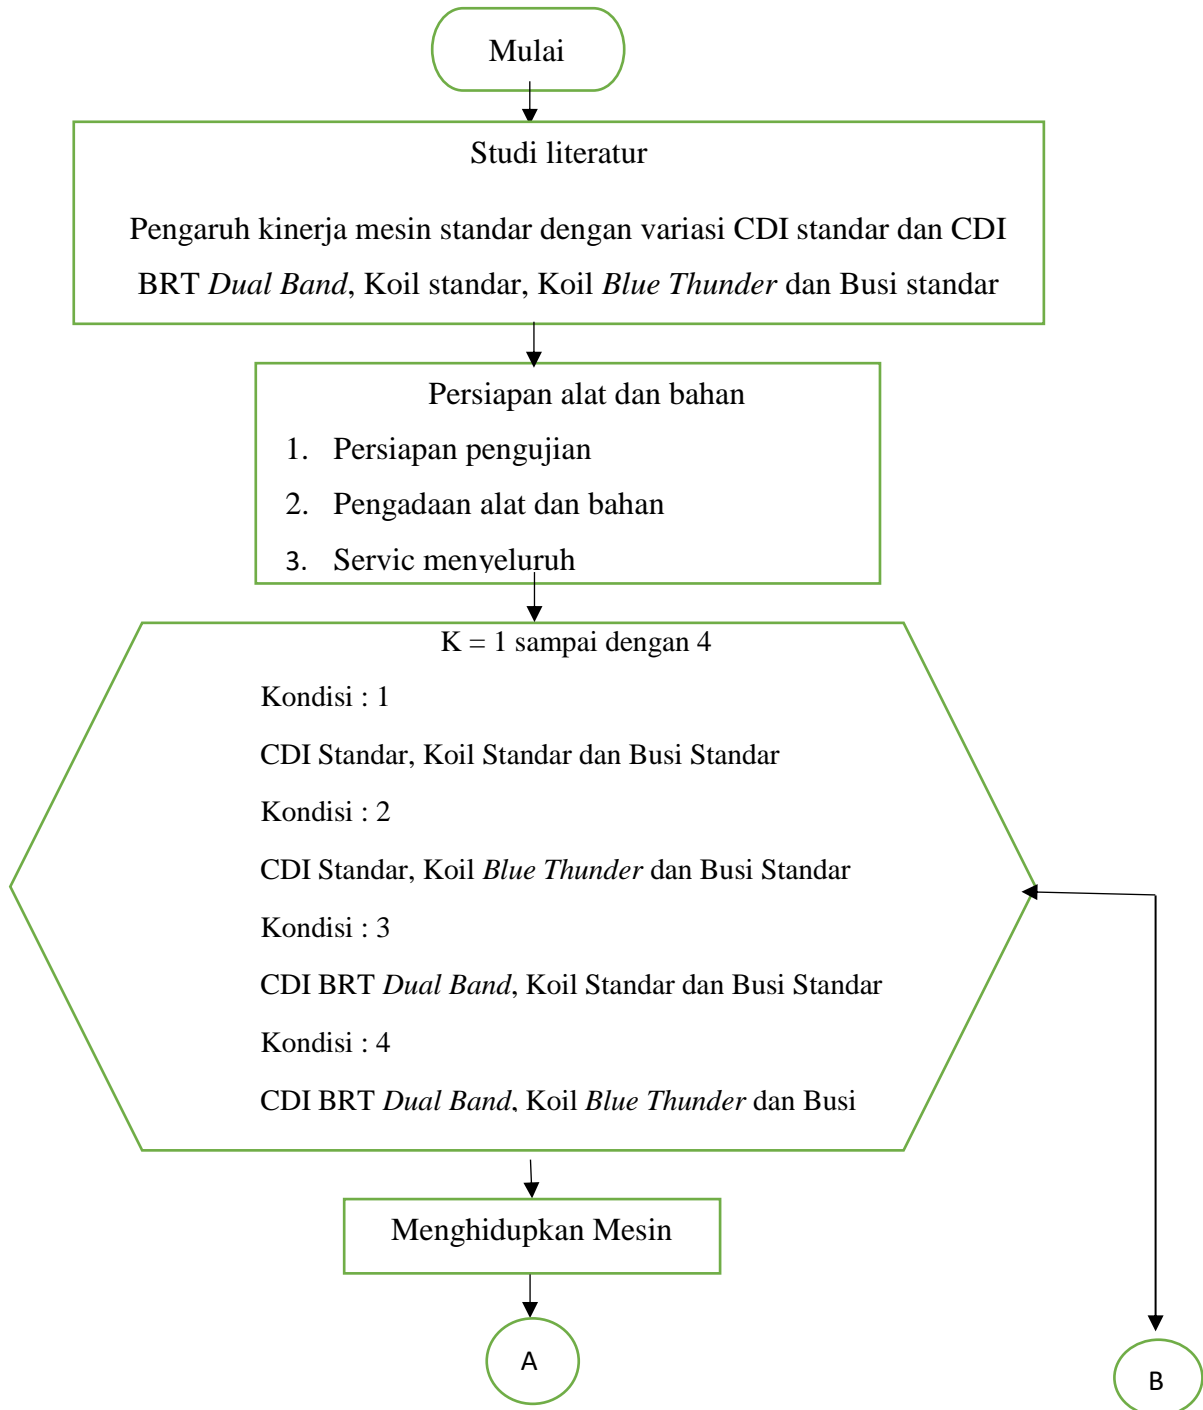 Mulai
Studi literatur
Pengaruh kinerja mesin standar dengan variasi CDI standar dan CDI
BRT Dual Band, Koil standar, Koil Blue Thunder dan Busi standar
Persiapan alat dan bahan
1. Persiapan pengujian
2. Pengadaan alat dan bahan
3. Servic menyeluruh
K = 1 sampai dengan 4
Kondisi : 1
CDI Standar, Koil Standar dan Busi Standar
Kondisi : 2
CDI Standar, Koil Blue Thunder dan Busi Standar
Kondisi : 3
CDI BRT Dual Band, Koil Standar dan Busi Standar
Kondisi : 4
CDI BRT Dual Band, Koil Blue Thunder dan Busi
Menghidupkan Mesin
A
B